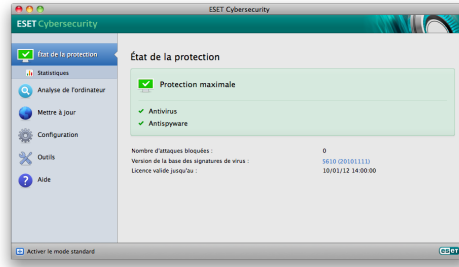 ESET Cybersecurity
ESET Cybersecurity
État de la protection
Statistiques
Analyse de l'ordinateur
Mettre à jour
Configuration
Outils
Aide
État de la protection
Protection maximale
Antivirus
Antispyware
Nombre d'attaques bloquées : 0
Version de la base des signatures de virus : 5610 (20101111)
Licence valide jusqu'au : 10/01/12 14:00:00
Activer le mode standard
eset